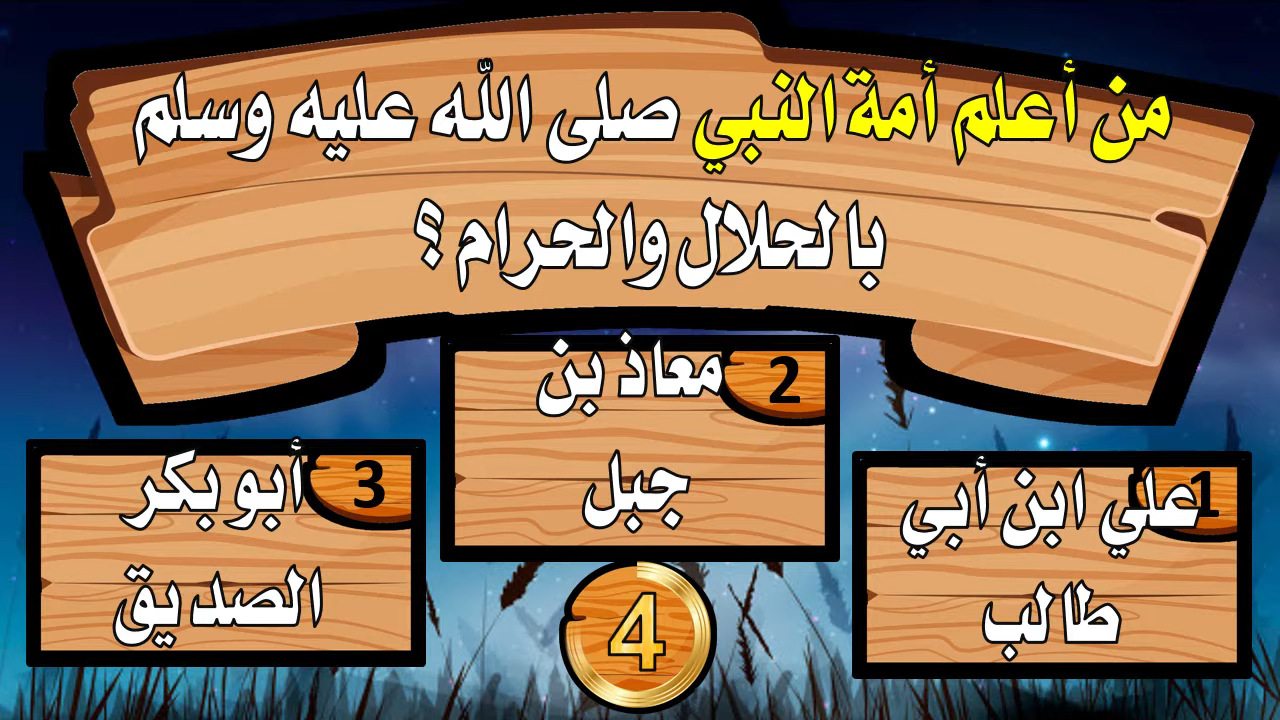 من أعلم أمة النبي صلى الله عليه وسلم
بالحلال والحرام ؟
1
علي ابن أبي
طالب
2
معاذ بن
جبل
3
أبو بكر
الصديق
4